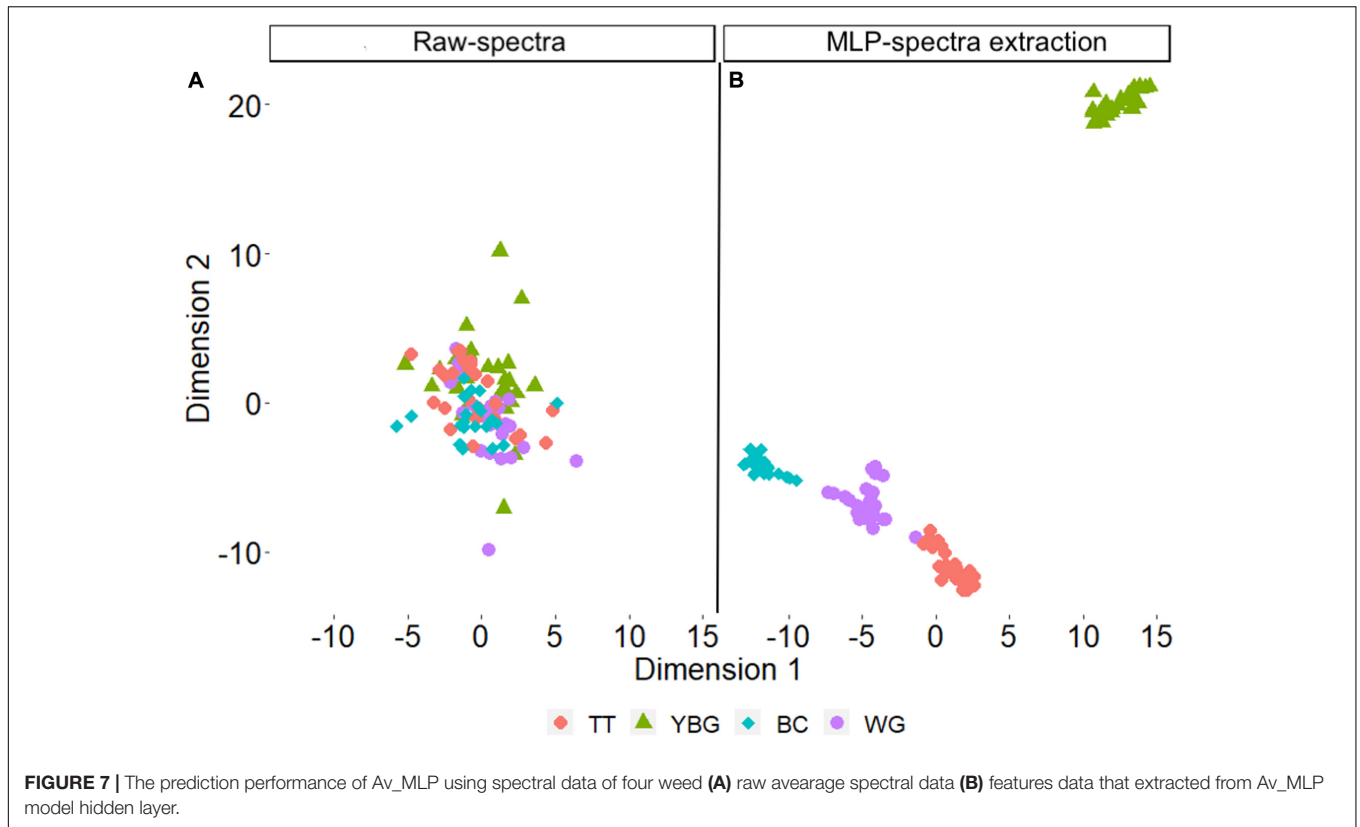 Raw-spectra
MLP-spectra extraction
A
B
20
10
0
-10
Dimension 2
-10 -5 0 5 10 15
-10 -5 0 5 10 15
Dimension 1
TT YBG BC WG
FIGURE 7 | The prediction performance of Av_MLP using spectral data of four weed (A) raw avearage spectral data (B) features data that extracted from Av_MLP
model hidden layer.